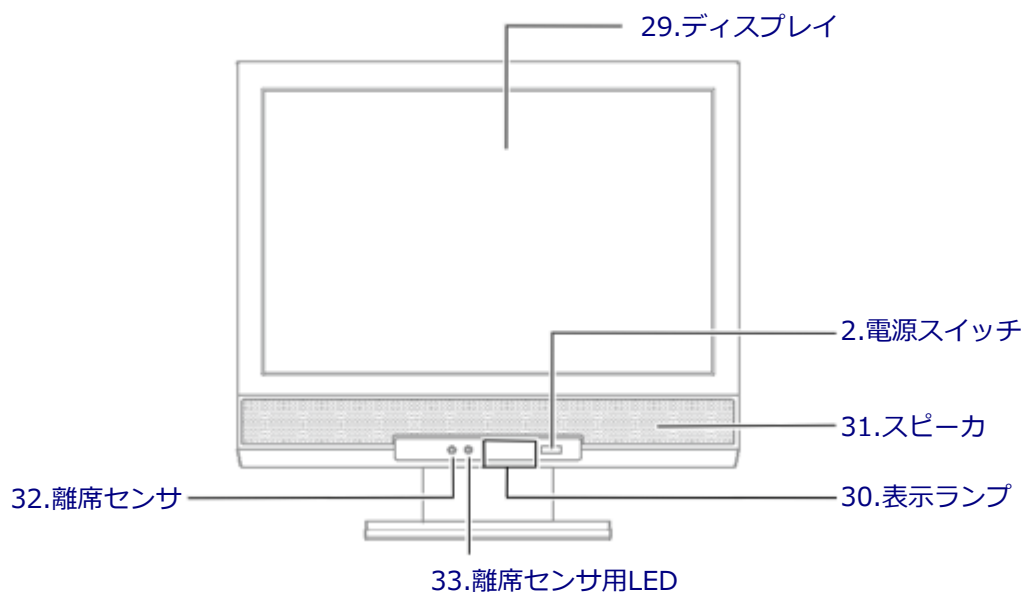 29.ディスプレイ
2.電源スイッチ
31.スピーカ
32.離席センサ
30.表示ランプ
33.離席センサ用LED